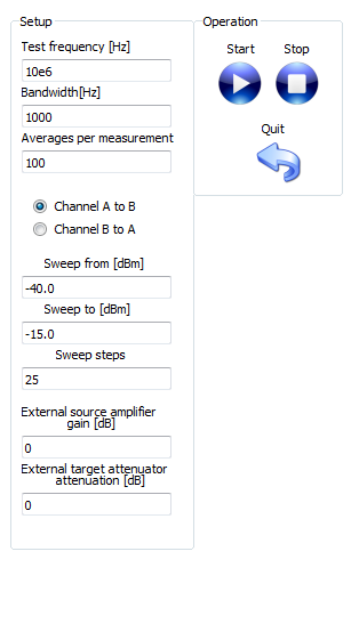 Setup
Test frequency [Hz]
10e6
Bandwidth[Hz]
1000
Averages per measurement
100
Channel A to B
Channel B to A
Sweep from [dBm]
-40.0
Sweep to [dBm]
-15.0
Sweep steps
25
External source amplifier
gain [dB]
0
External target attenuator
attenuation [dB]
0
Operation
Start
Stop
Quit